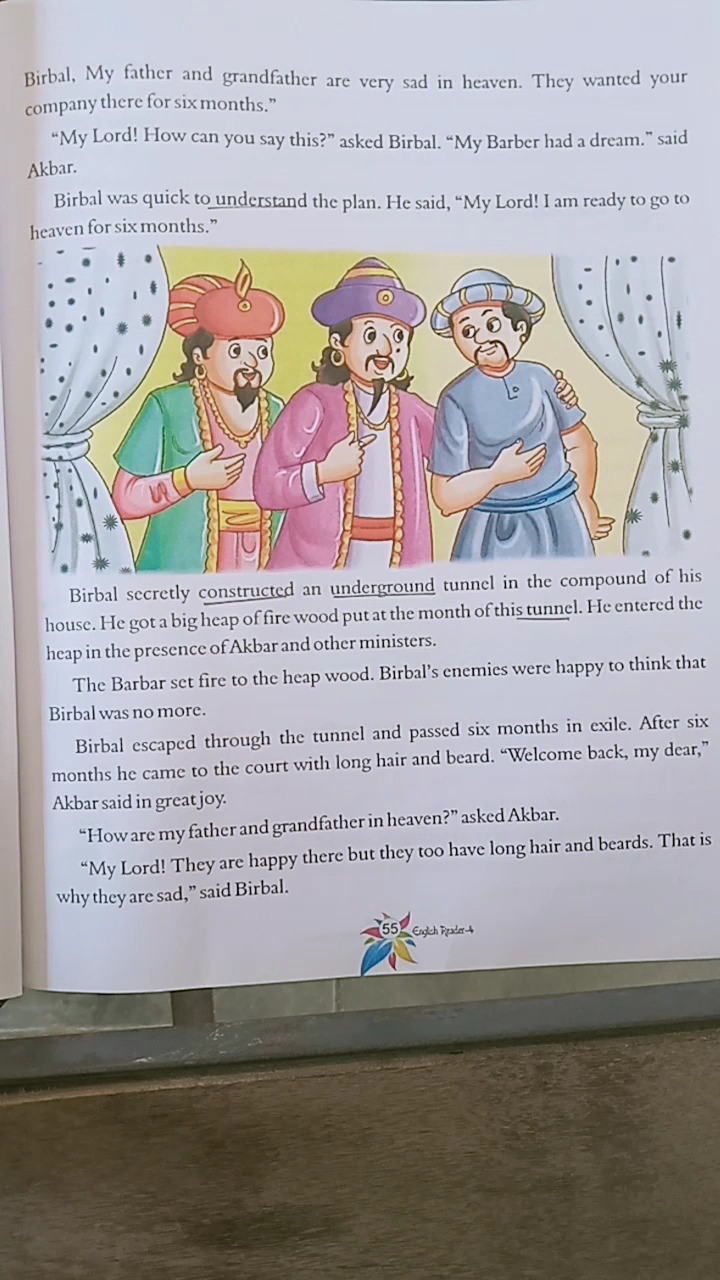 Birbal, My father and grandfather are very sad in heaven. They wanted your
company there for six months.”
“My Lord! How can you say this?” asked Birbal. “My Barber had a dream.” said
Akbar.
Birbal was quick to understand the plan. He said, “My Lord! I am ready to go to
heaven for six months.”
Birbal secretly constructed an underground tunnel in the compound of his
house. He got a big heap of fire wood put at the month of this tunnel. He entered the
heap in the presence of Akbar and other ministers.
The Barbar set fire to the heap wood. Birbal’s enemies were happy to think that
Birbal was no more.
Birbal escaped through the tunnel and passed six months in exile. After six
months he came to the court with long hair and beard. “Welcome back, my dear,”
Akbar said in great joy.
“How are my father and grandfather in heaven?” asked Akbar.
“My Lord! They are happy there but they too have long hair and beards. That is
why they are sad,” said Birbal.
55 English Reader-4